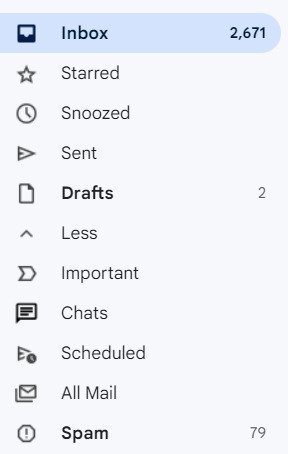 Inbox 2,671
Starred
Snoozed
Sent
Drafts 2
Less
Important
Chats
Scheduled
All Mail
Spam 79